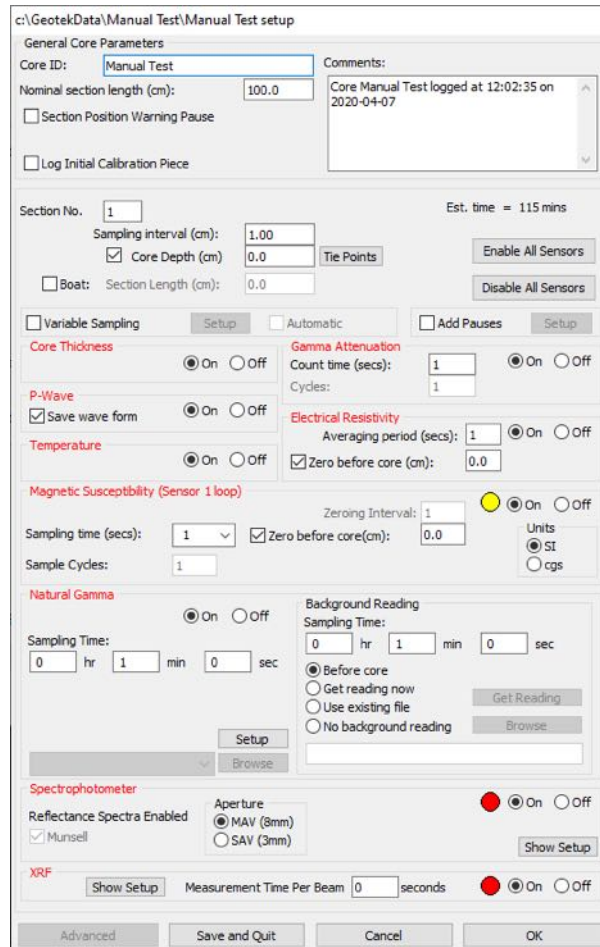 c:\GeotekData\Manual Test\Manual Test setup
General Core Parameters
Core ID: Manual Test
Comments:
Nominal section length (cm): 100.0
Core Manual Test logged at 12:02:35 on
2020-04-07
Section Position Warning Pause
Log Initial Calibration Piece
Section No. 1
Est. time = 115 mins
Sampling interval (cm): 1.00
Core Depth (cm) 0.0 Tie Points
Enable All Sensors
Boat: Section Length (cm): 0.0
Disable All Sensors
Variable Sampling Setup Automatic
Add Pauses Setup
Core Thickness
On Off
Gamma Attenuation
Count time (secs): 1 On Off
Cycles: 1
P-Wave
Save wave form On Off
Electrical Resistivity
Averaging period (secs): 1 On Off
Zero before core (cm): 0.0
Temperature
On Off
Magnetic Susceptibility (Sensor 1 loop)
Zeroing Interval: 1 On Off
Sampling time (secs): 1 Zero before core(cm): 0.0
Units
SI
cgs
Sample Cycles: 1
Natural Gamma
On Off
Sampling Time:
0 hr 1 min 0 sec
Setup
Browse
Background Reading
Sampling Time:
0 hr 1 min 0 sec
Before core
Get reading now
Get Reading
Use existing file
No background reading
Browse
Spectrophotometer
On Off
Reflectance Spectra Enabled
Munsell
Aperture
MAV (8mm)
SAV (3mm)
Show Setup
XRF
Show Setup Measurement Time Per Beam 0 seconds On Off
Advanced Save and Quit Cancel OK